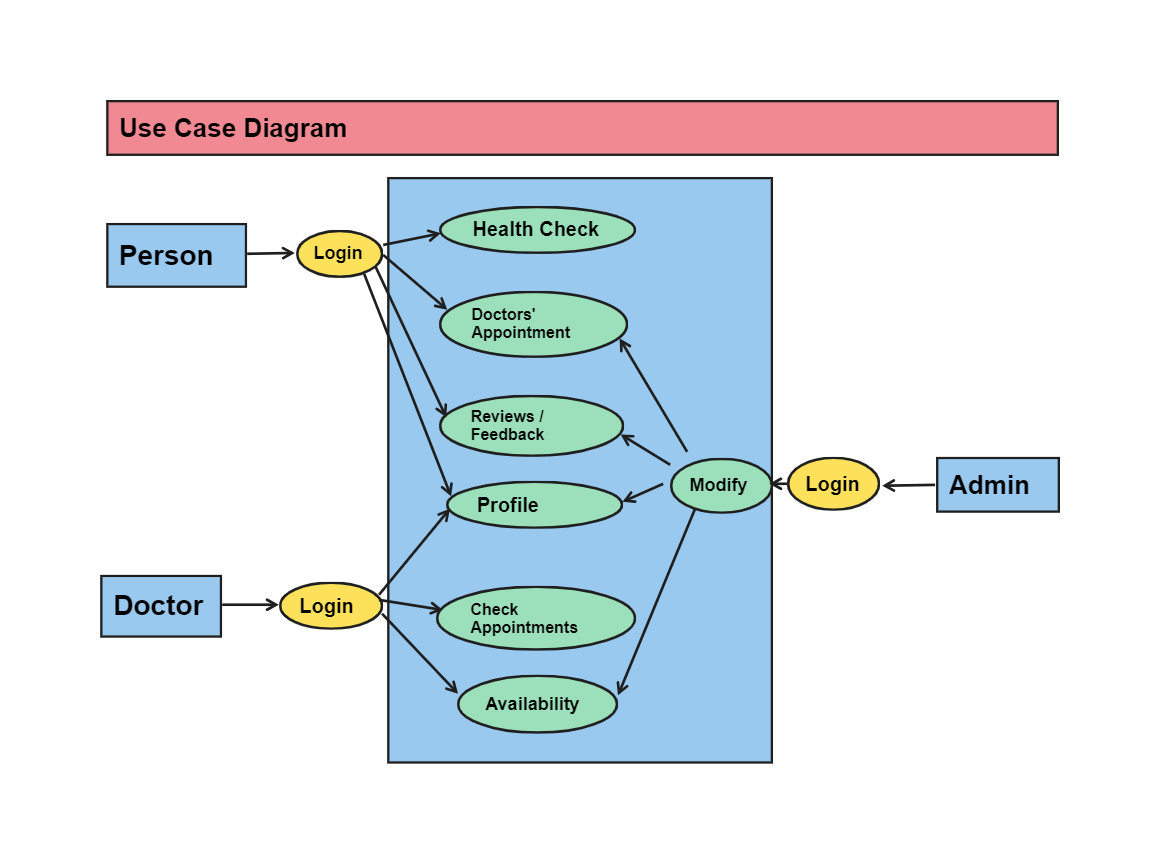 Use Case Diagram
Person
Login
Health Check
Doctors'
Appointment
Reviews /
Feedback
Profile
Modify
Login
Admin
Doctor
Login
Check
Appointments
Availability